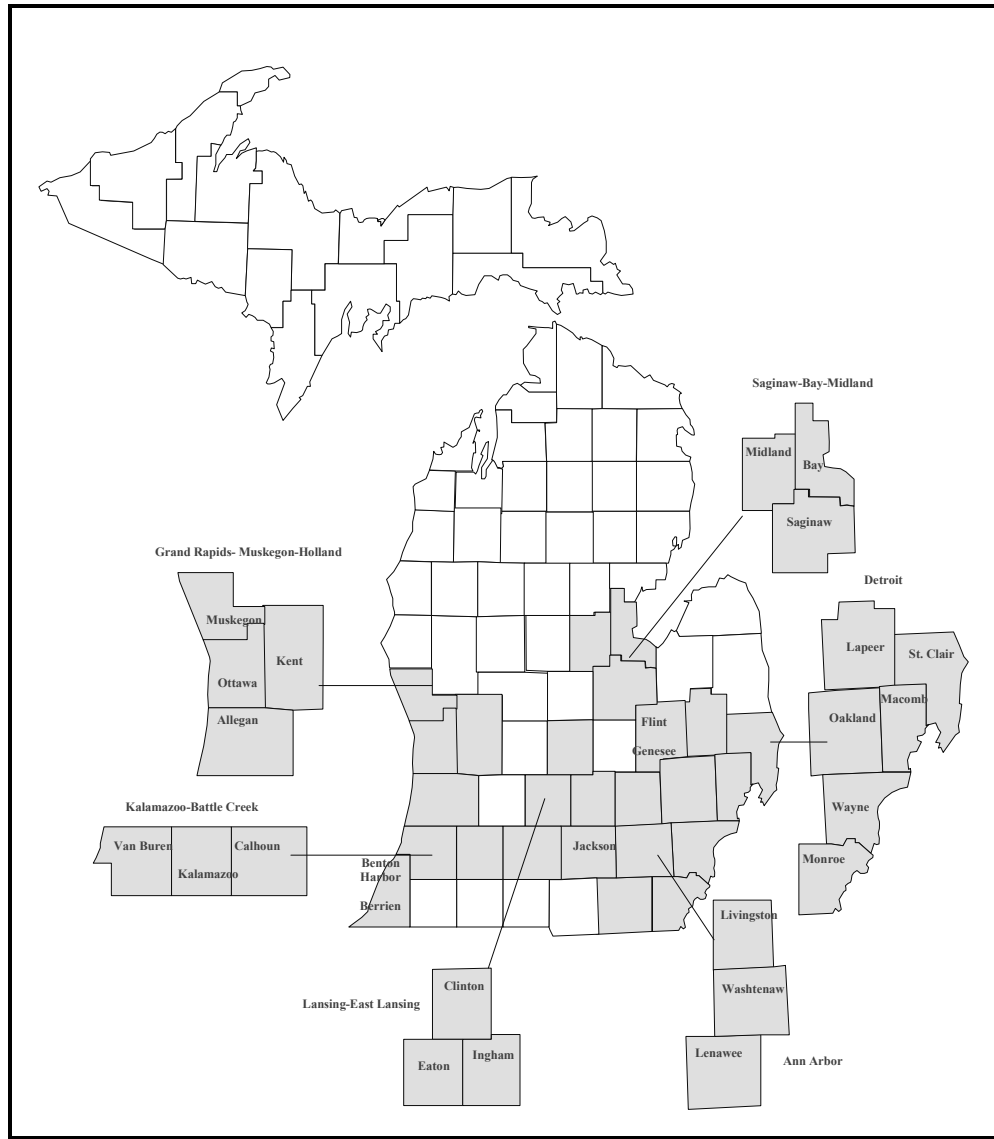 Saginaw-Bay-Midland
Midland
Bay
Saginaw
Grand Rapids- Muskegon-Holland
Muskegon
Kent
Ottawa
Allegan
Detroit
Lapeer
St. Clair
Macomb
Oakland
Wayne
Monroe
Flint
Genesee
Kalamazoo-Battle Creek
Van Buren
Calhoun
Kalamazoo
Jackson
Benton
Harbor
Berrien
Livingston
Washtenaw
Lenawee
Ann Arbor
Lansing-East Lansing
Clinton
Eaton
Ingham